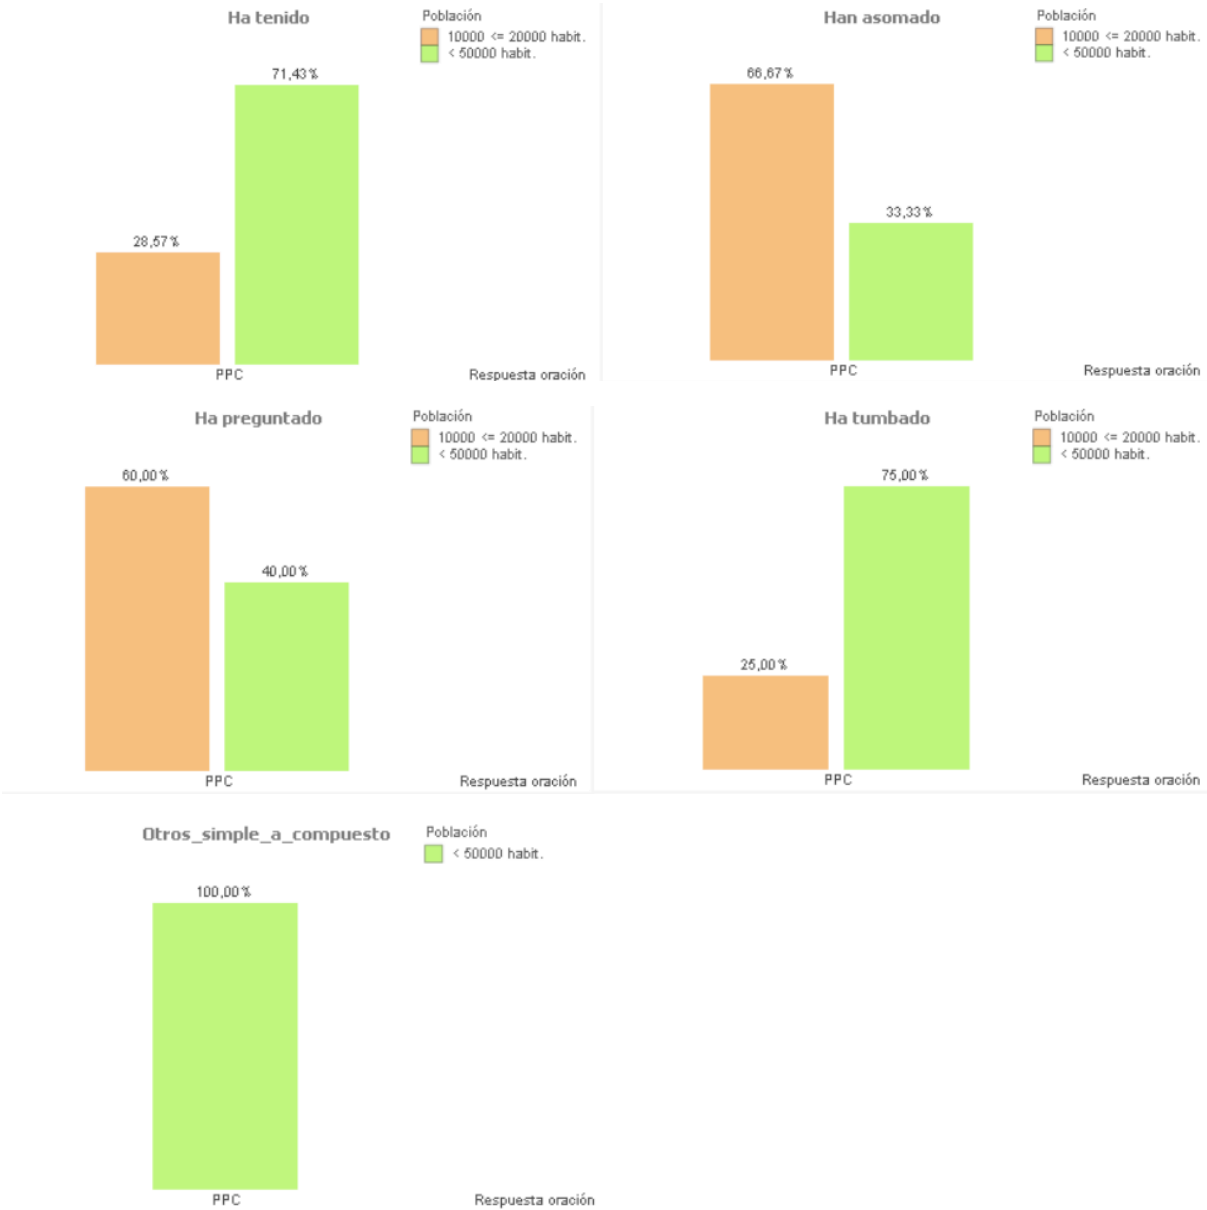 Ha tenido
Población
10000 <= 20000 habit.
< 50000 habit.
71,43 %
28,57 %
PPC
Respuesta oración
Han asomado
Población
10000 <= 20000 habit.
< 50000 habit.
66,67 %
33,33 %
PPC
Respuesta oración
Ha preguntado
Población
10000 <= 20000 habit.
< 50000 habit.
60,00 %
40,00 %
PPC
Respuesta oración
Ha tumbado
Población
10000 <= 20000 habit.
< 50000 habit.
75,00 %
25,00 %
PPC
Respuesta oración
Otros_simple_a_compuesto
Población
< 50000 habit.
100,00 %
PPC
Respuesta oración